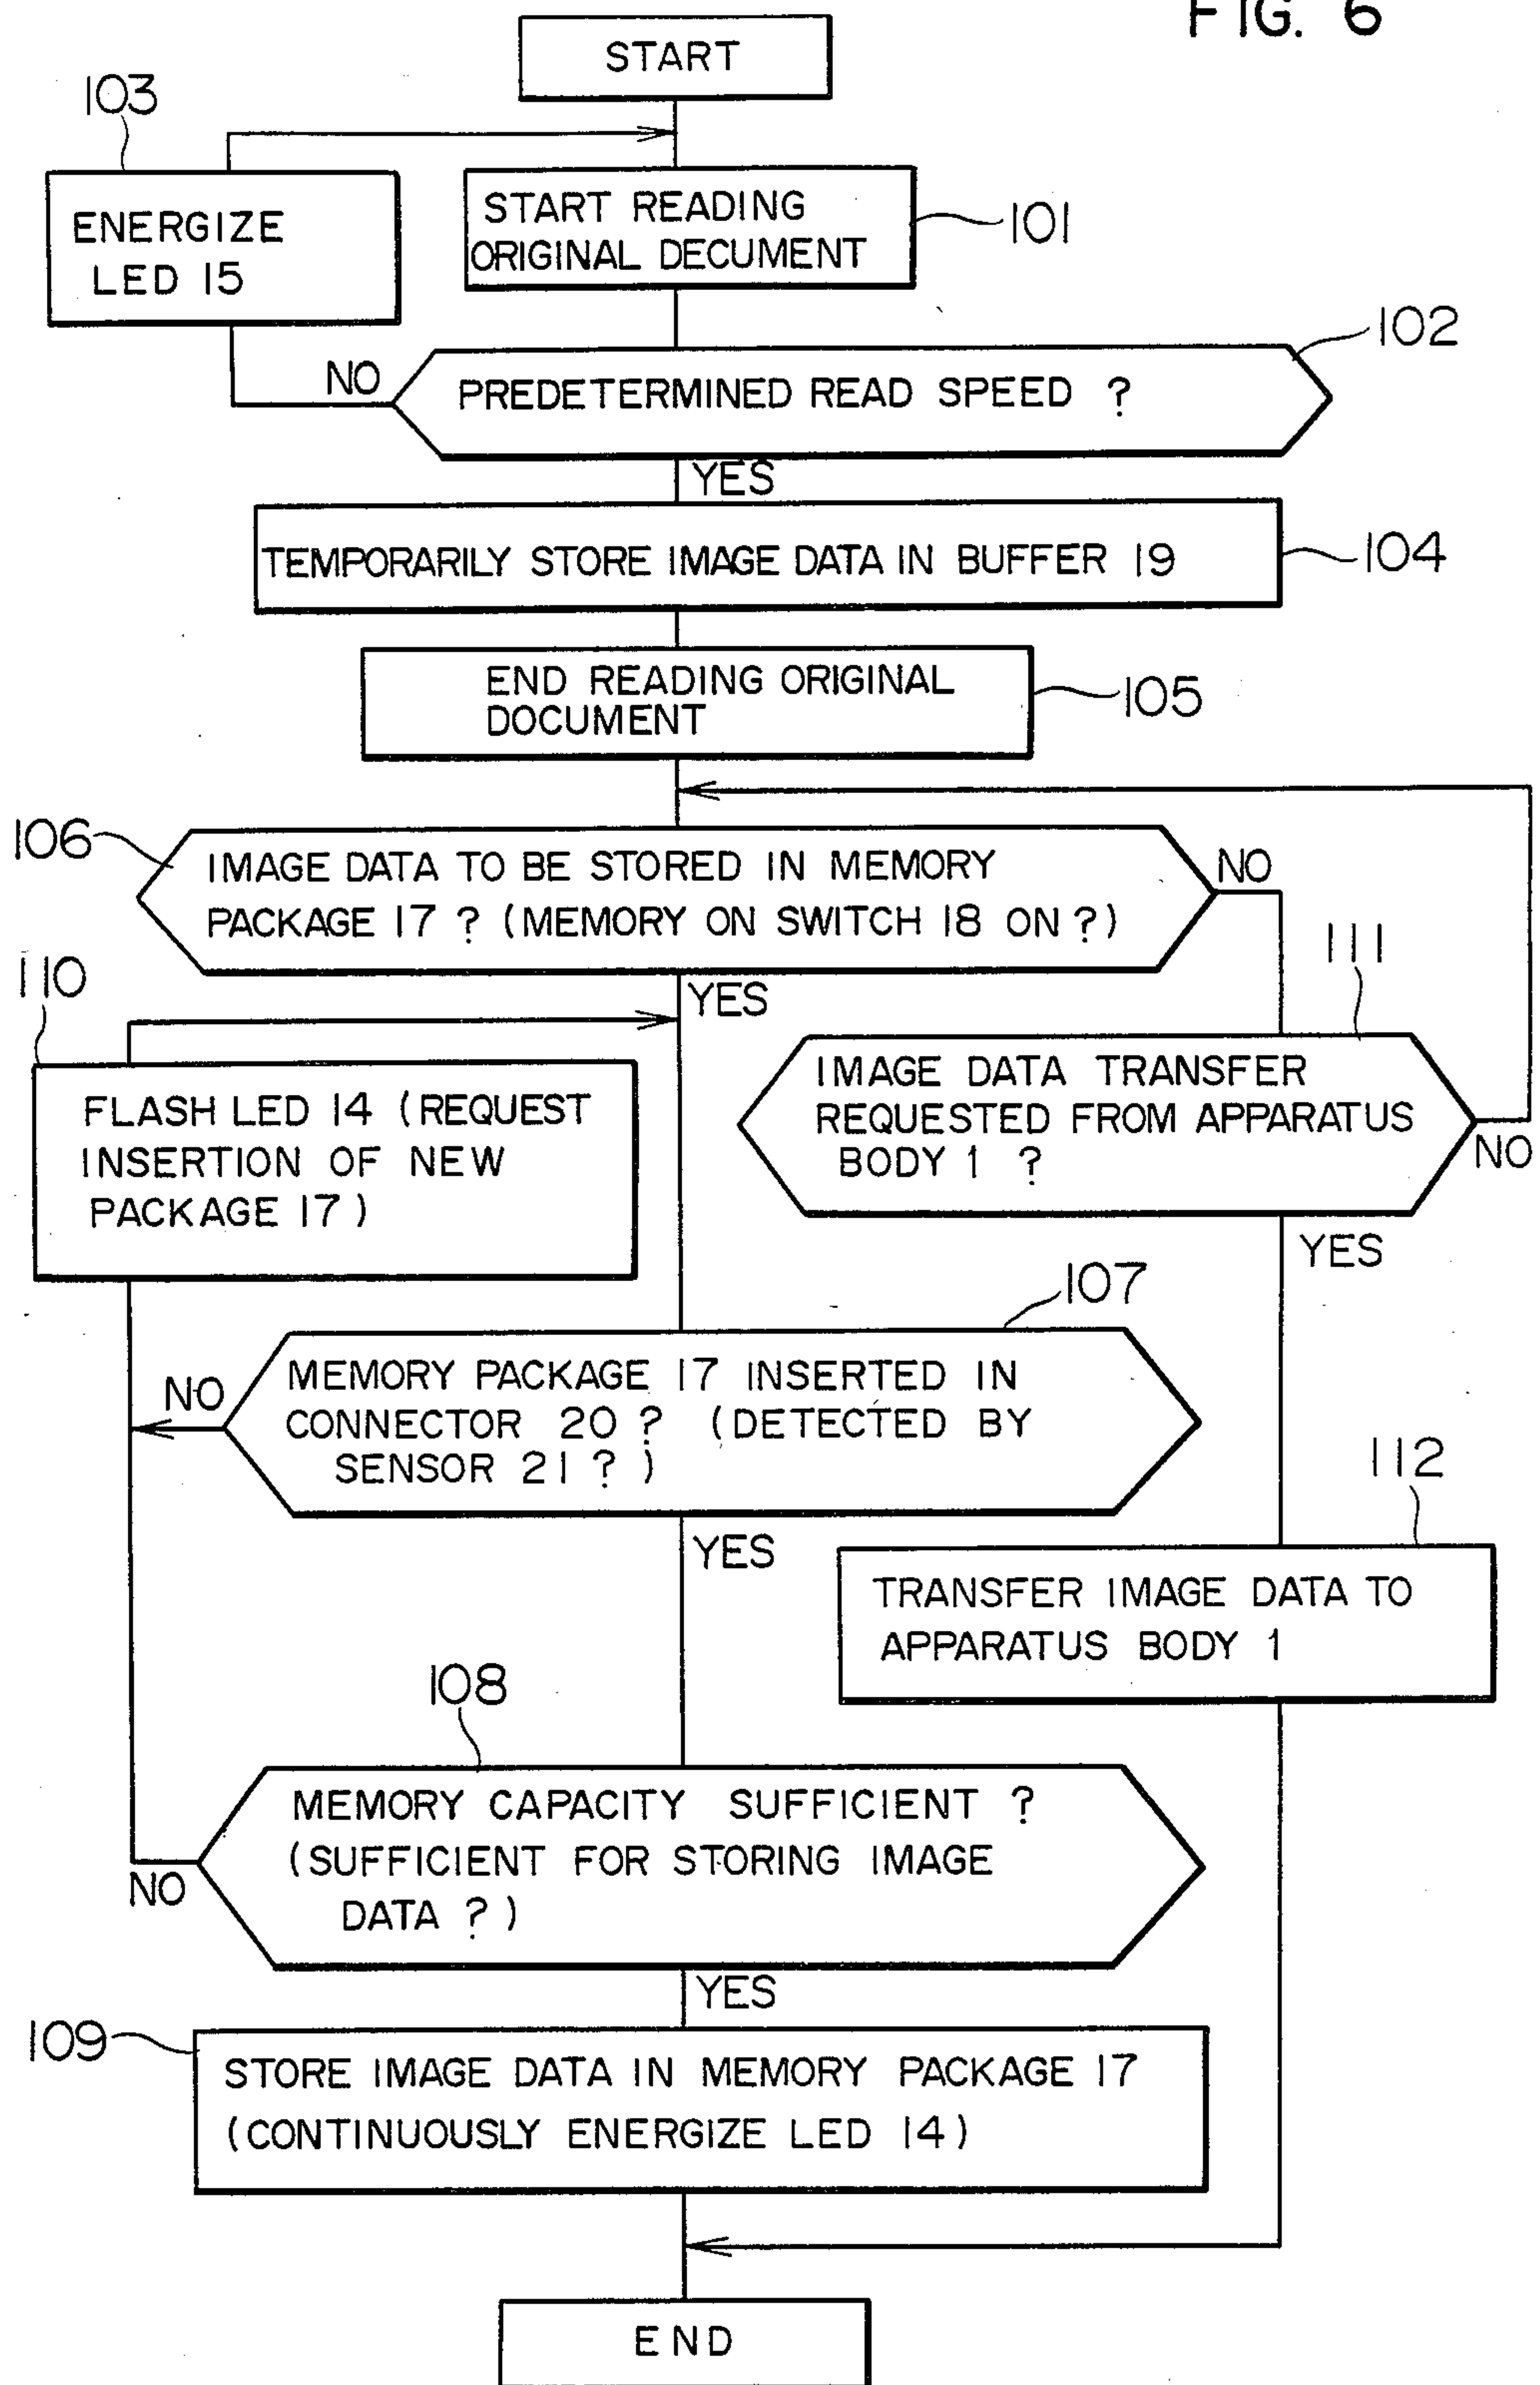 FIG. 6
START
103
ENERGIZE
LED 15
START READING
ORIGINAL DECUMENT
101
102
NO
PREDETERMINED READ SPEED ?
YES
TEMPORARILY STORE IMAGE DATA IN BUFFER 19
104
END READING ORIGINAL
DOCUMENT
105
106
IMAGE DATA TO BE STORED IN MEMORY
PACKAGE 17 ? (MEMORY ON SWITCH 18 ON ?)
NO
YES
110
FLASH LED 14 (REQUEST
INSERTION OF NEW
PACKAGE 17)
111
IMAGE DATA TRANSFER
REQUESTED FROM APPARATUS
BODY 1 ?
NO
YES
107
NO
MEMORY PACKAGE 17 INSERTED IN
CONNECTOR 20 ? (DETECTED BY
SENSOR 21 ? )
YES
112
TRANSFER IMAGE DATA TO
APPARATUS BODY 1
108
MEMORY CAPACITY SUFFICIENT ?
(SUFFICIENT FOR STORING IMAGE
DATA ? )
NO
YES
109
STORE IMAGE DATA IN MEMORY PACKAGE 17
(CONTINUOUSLY ENERGIZE LED 14)
END